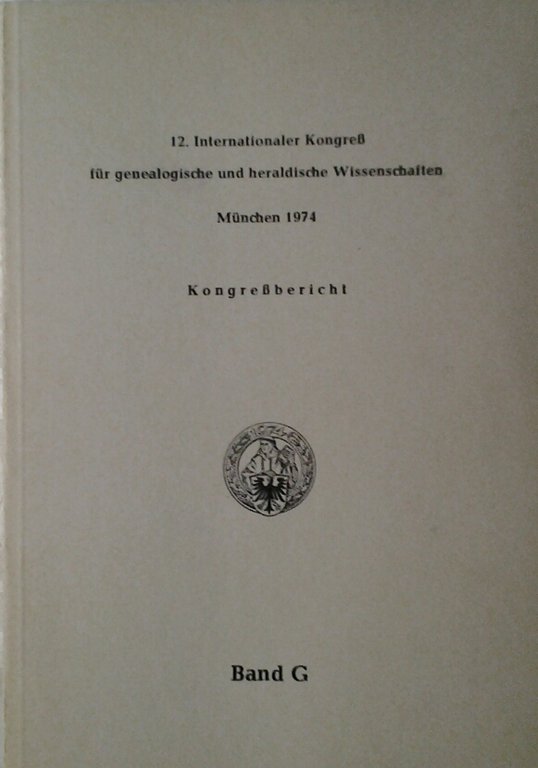 12. Internationaler Kongreß
für genealogische und heraldische Wissenschaften
München 1974
Kongreßbericht
Band G